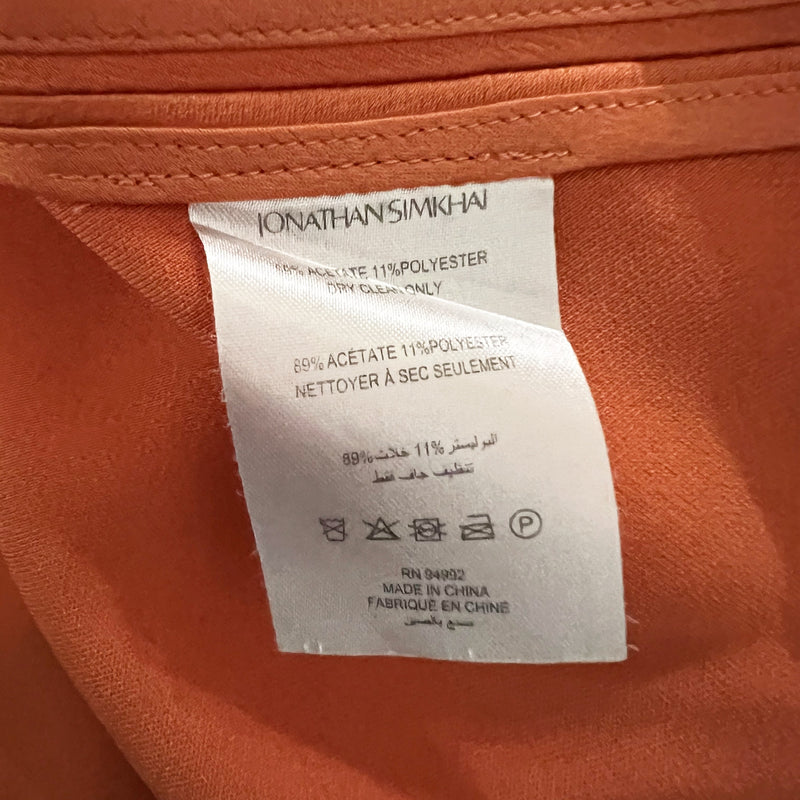 JONATHAN SIMKHAI
89% ACETATE 11%POLYESTER
DRY CLEAN ONLY
89% ACÉTATE 11%POLYESTER
NETTOYER À SEC SEULEMENT
89% خلات 11% البوليستر
تنظيف جاف فقط
P
RN 94992
MADE IN CHINA
FABRIQUÉ EN CHINE
صنع بالصين